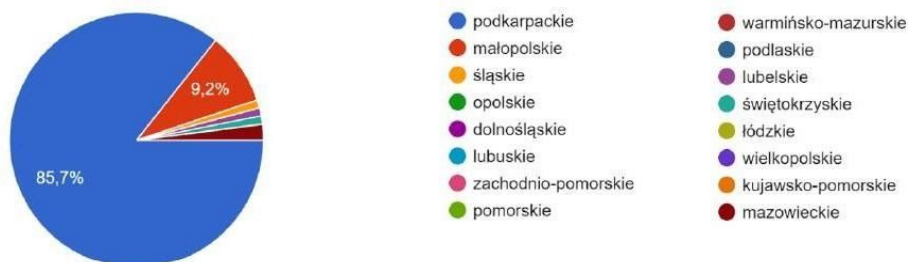 9,2%
85,7%
podkarpackie
małopolskie
śląskie
opolskie
dolnośląskie
lubuskie
zachodnio-pomorskie
pomorskie
warmińsko-mazurskie
podlaskie
lubelskie
świętokrzyskie
łódzkie
wielkopolskie
kujawsko-pomorskie
mazowieckie